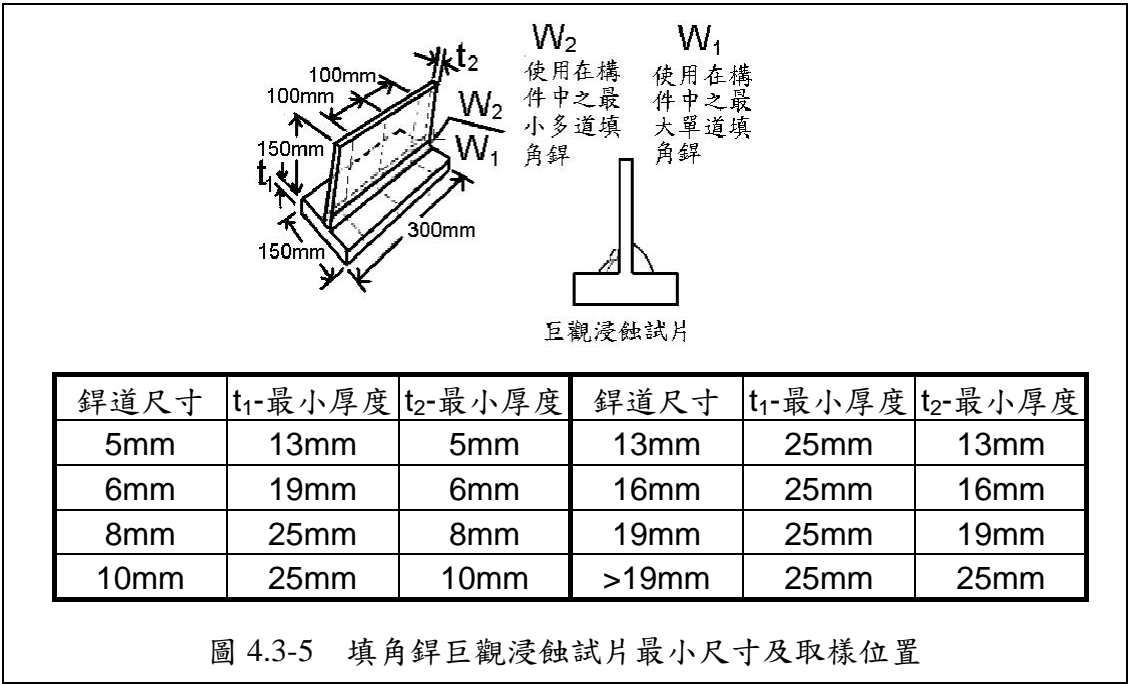 t₂
100mm
100mm
W₂
W₁
150mm
t₁
150mm
300mm
W₂
使用在構
件中之最
小多道填
角銲
W₁
使用在構
件中之最
大單道填
角銲
巨觀浸蝕試片
銲道尺寸 t₁-最小厚度 t₂-最小厚度 銲道尺寸 t₁-最小厚度 t₂-最小厚度
5mm 13mm 5mm 13mm 25mm 13mm
6mm 19mm 6mm 16mm 25mm 16mm
8mm 25mm 8mm 19mm 25mm 19mm
10mm 25mm 10mm >19mm 25mm 25mm
圖 4.3-5 填角銲巨觀浸蝕試片最小尺寸及取樣位置